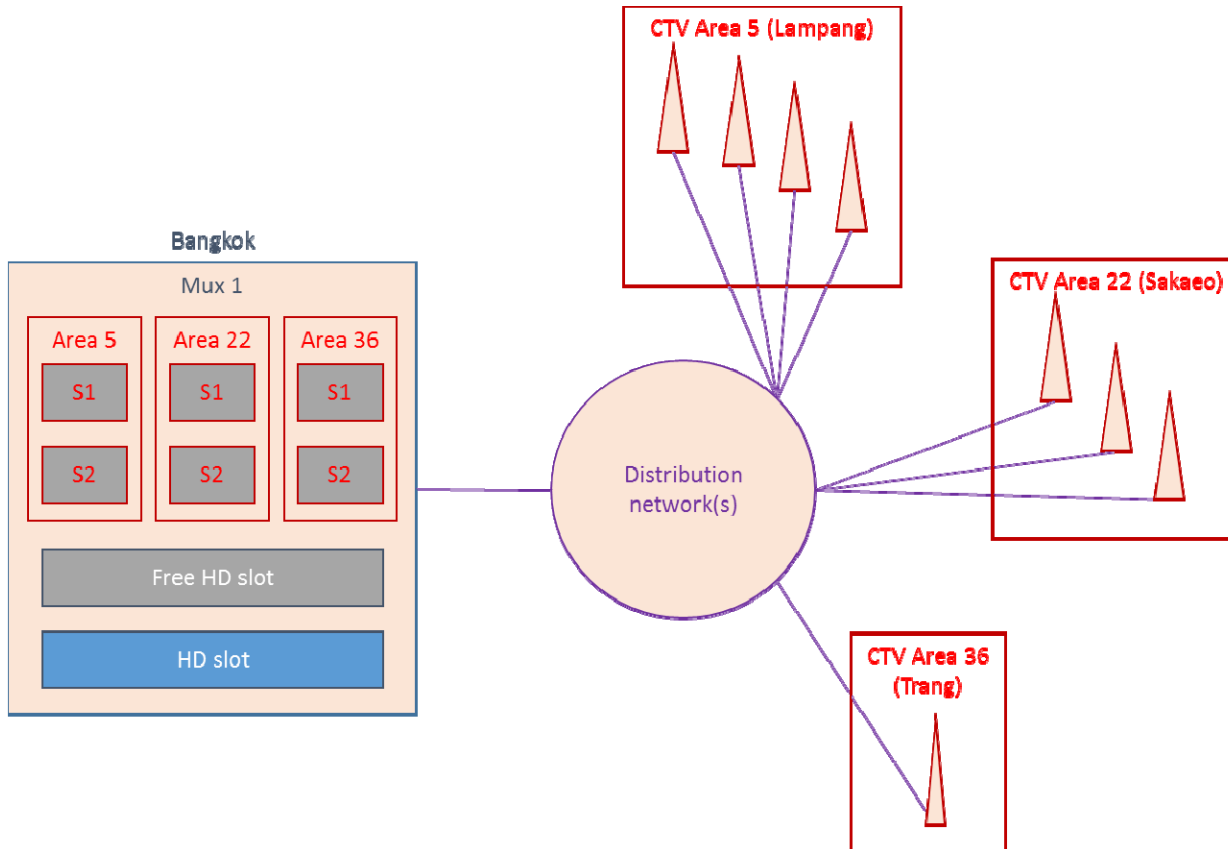 CTV Area 5 (Lampang)
Bangkok
Mux 1
Area 5
Area 22
Area 36
S1
S1
S1
S2
S2
S2
Free HD slot
HD slot
Distribution
network(s)
CTV Area 22 (Sakaeo)
CTV Area 36
(Trang)